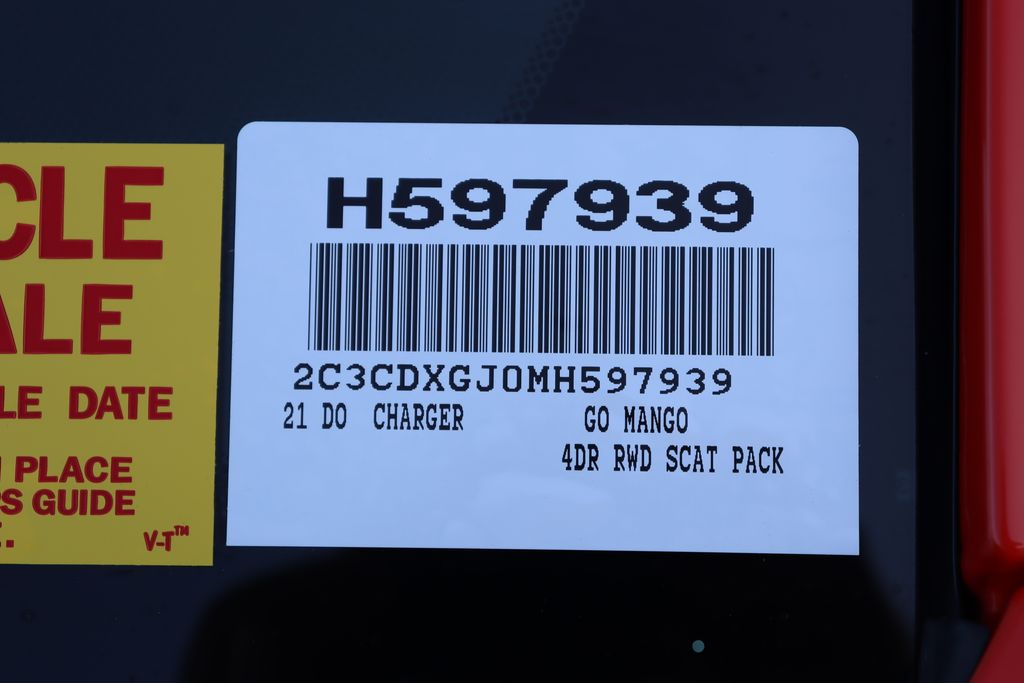 CLE
ALE
LE DATE
PLACE
S GUIDE
V-T™
H597939
2C3CDXGJ0MH597939
21 DO CHARGER GO MANGO
4DR RWD SCAT PACK